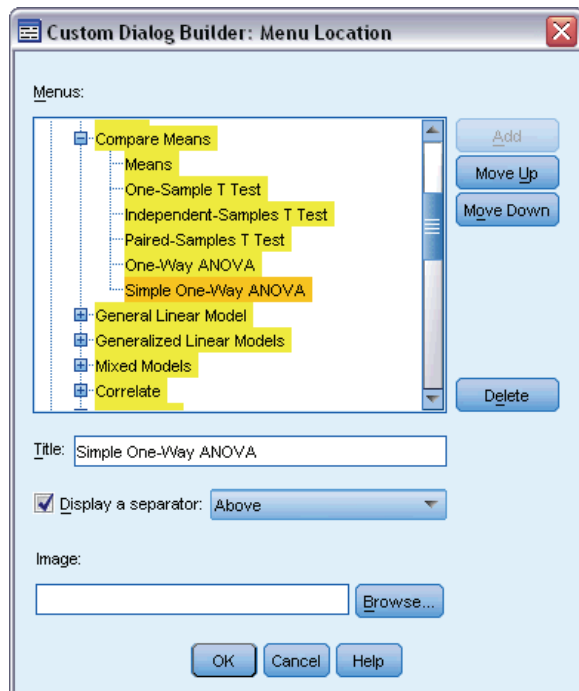 Custom Dialog Builder: Menu Location
Menus:
Compare Means
Means
One-Sample T Test
Independent-Samples T Test
Paired-Samples T Test
One-Way ANOVA
Simple One-Way ANOVA
General Linear Model
Generalized Linear Models
Mixed Models
Correlate
Add
Move Up
Move Down
Delete
Title: Simple One-Way ANOVA
Display a separator: Above
Image:
Browse...
OK Cancel Help